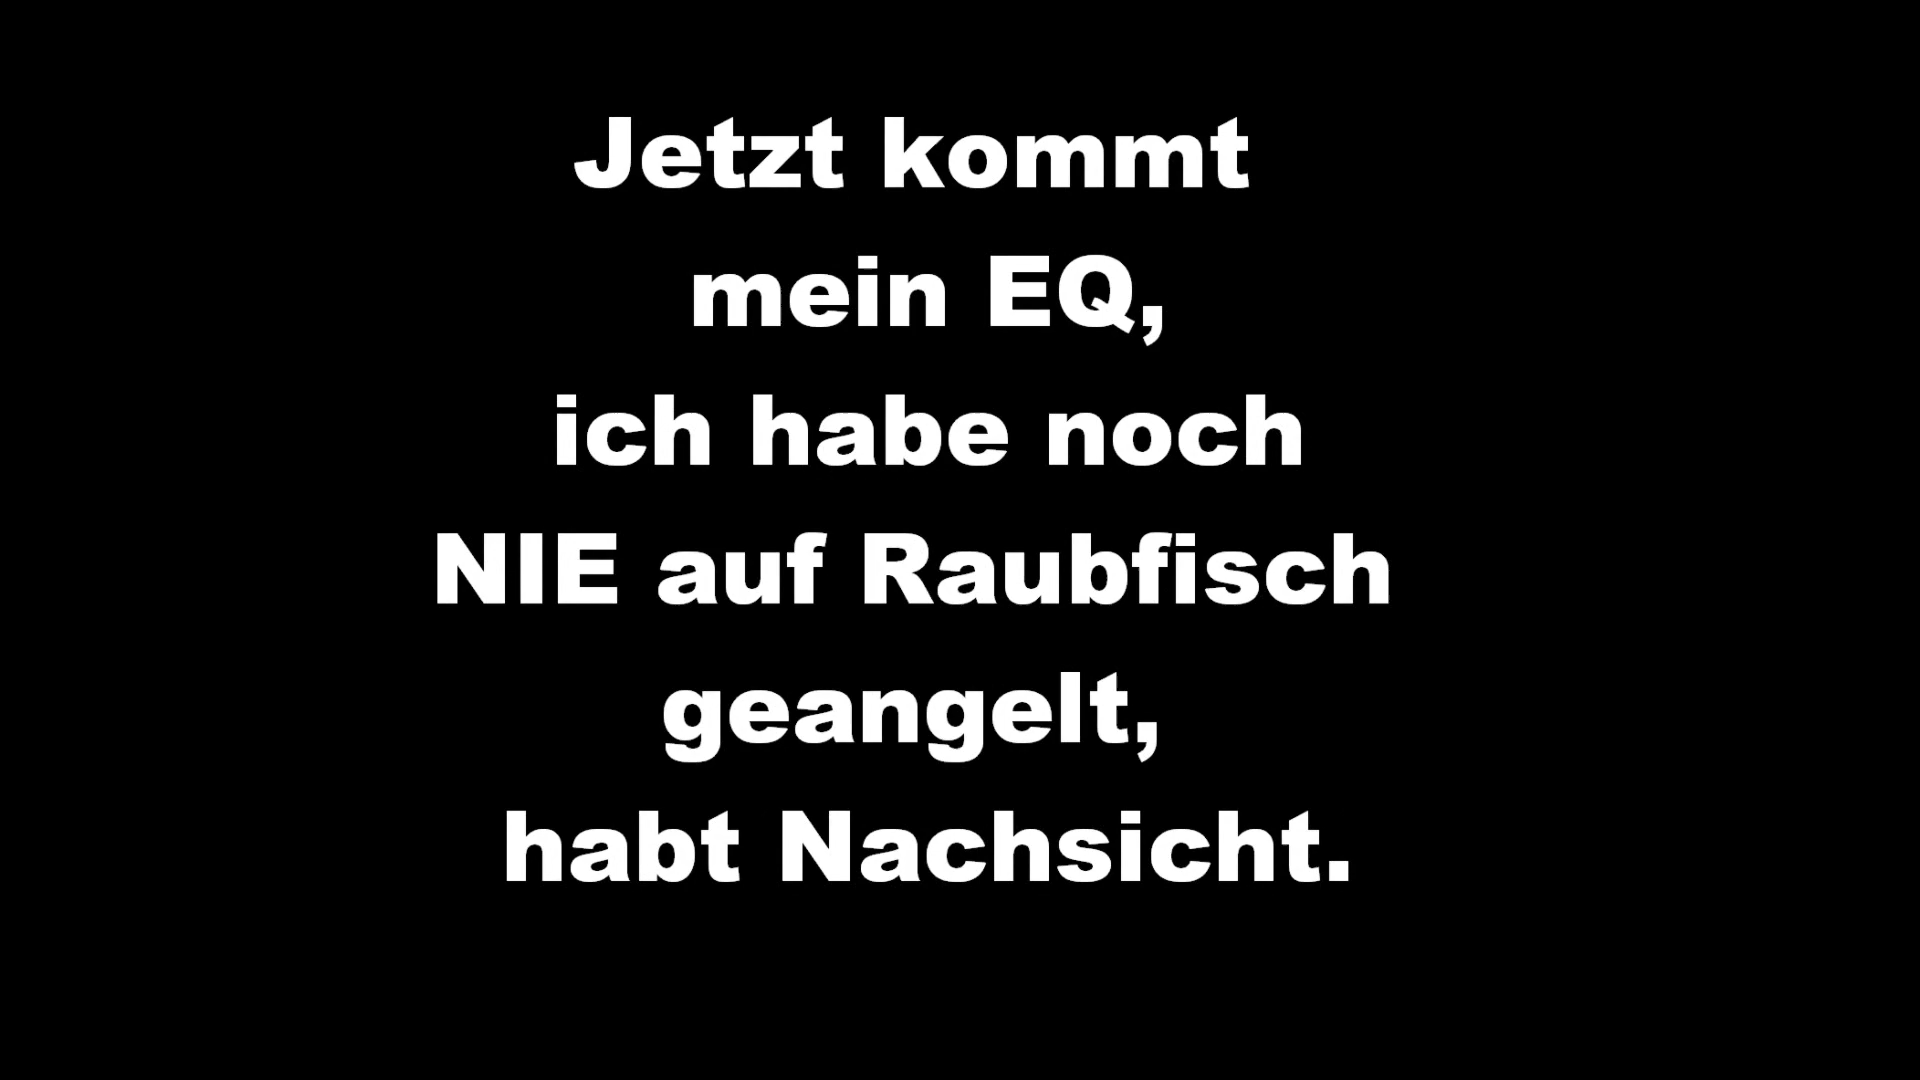 Jetzt kommt
mein EQ,
ich habe noch
NIE auf Raubfisch
geangelt,
habt Nachsicht.